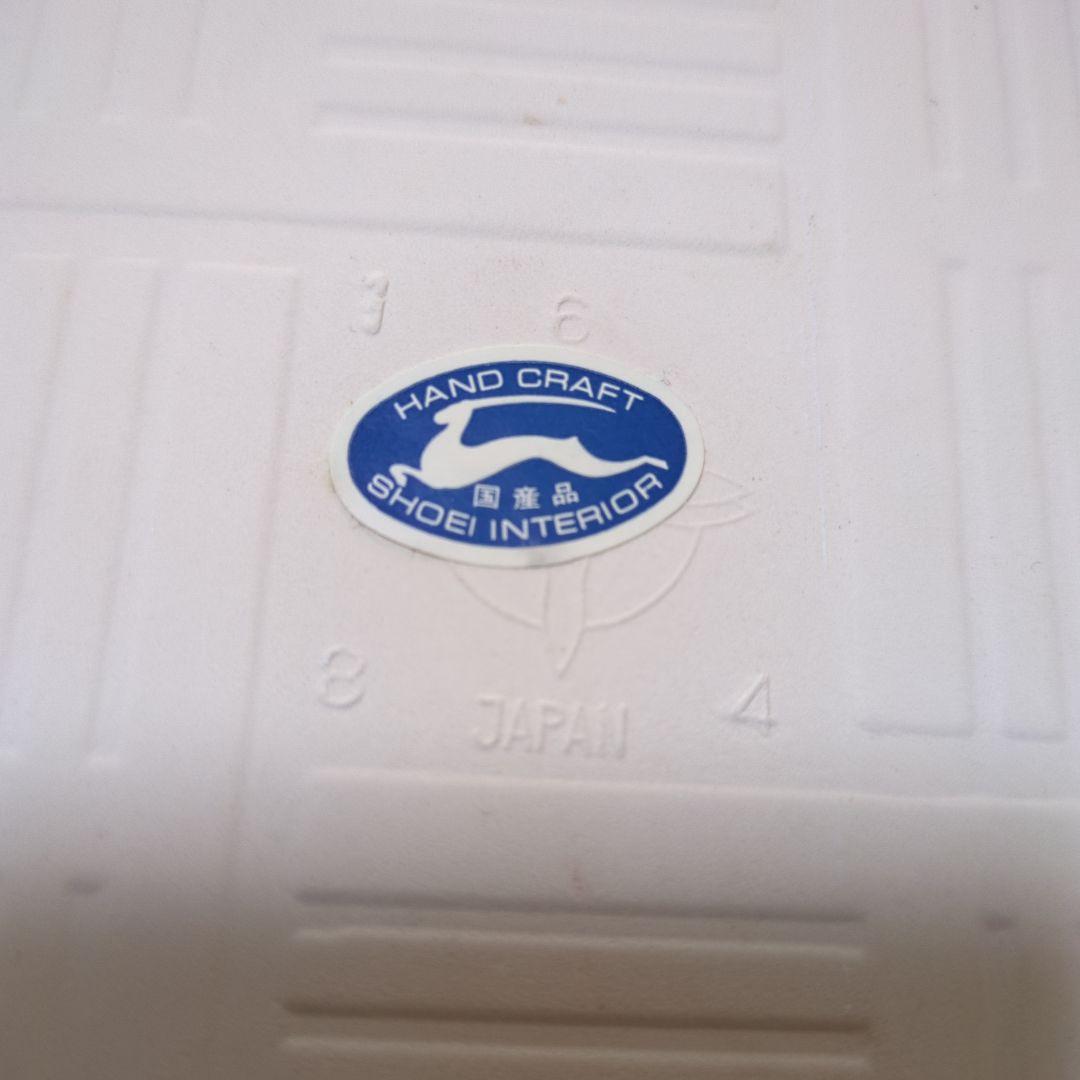 3 6
HAND CRAFT
国産品
SHOEI INTERIOR
8 4
JAPAN